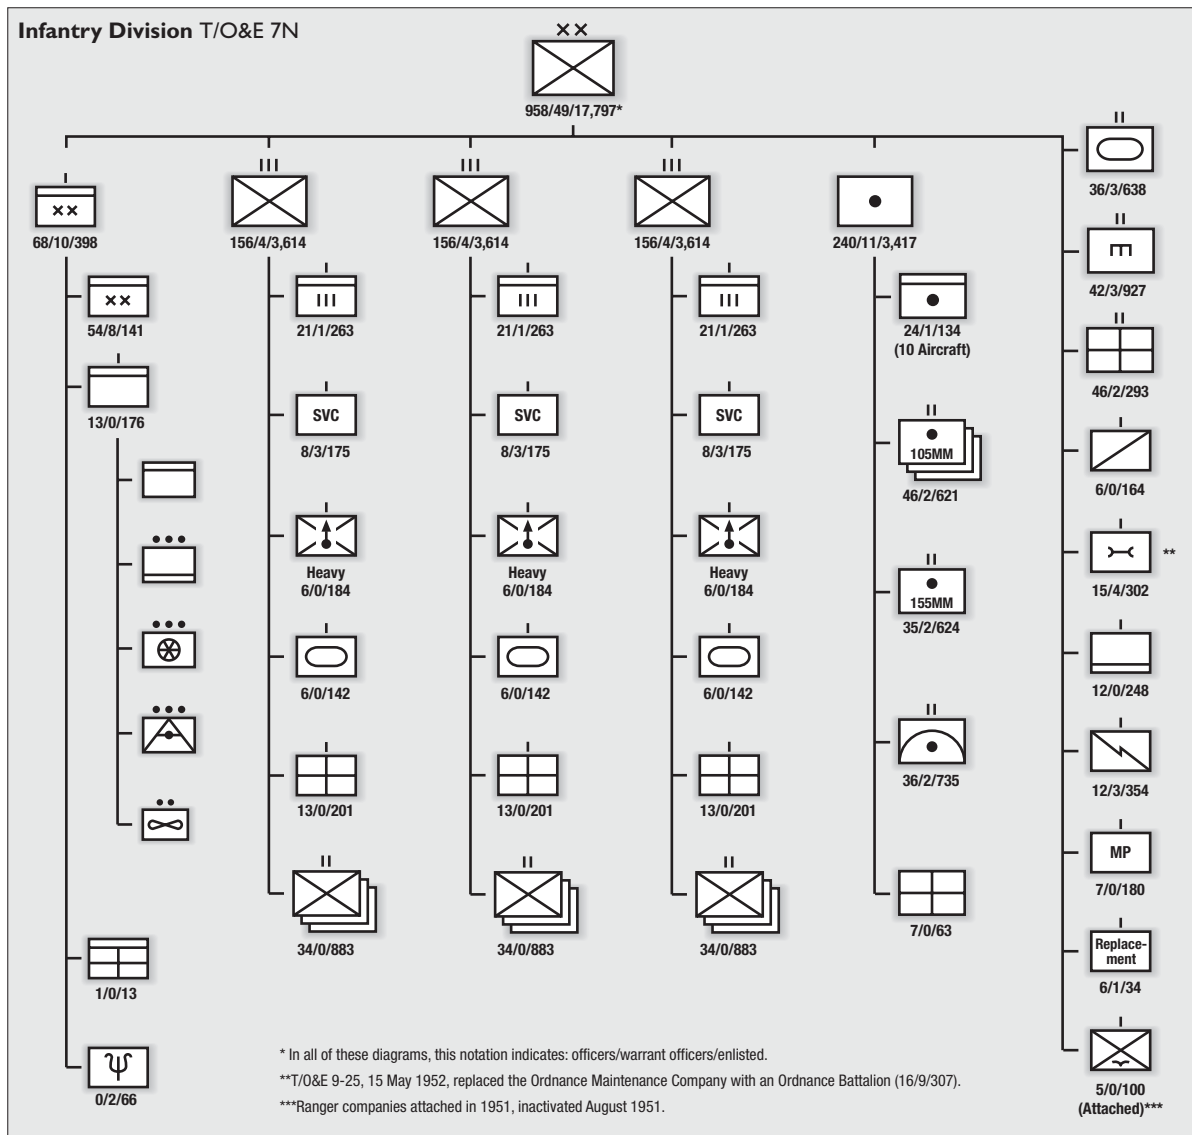 Infantry Division T/O&E 7N
958/49/17,797*
68/10/398
156/4/3,614
156/4/3,614
156/4/3,614
240/11/3,417
54/8/141
13/0/176
1/0/13
0/2/66
21/1/263
SVC
8/3/175
Heavy
6/0/184
6/0/142
13/0/201
34/0/883
21/1/263
SVC
8/3/175
Heavy
6/0/184
6/0/142
13/0/201
34/0/883
21/1/263
SVC
8/3/175
Heavy
6/0/184
6/0/142
13/0/201
34/0/883
24/1/134
(10 Aircraft)
105MM
46/2/621
155MM
35/2/624
36/2/735
7/0/63
36/3/638
42/3/927
46/2/293
6/0/164
**
15/4/302
12/0/248
12/3/354
MP
7/0/180
Replace-
ment
6/1/34
5/0/100
(Attached)***
* In all of these diagrams, this notation indicates: officers/warrant officers/enlisted.
**T/O&E 9-25, 15 May 1952, replaced the Ordnance Maintenance Company with an Ordnance Battalion (16/9/307).
***Ranger companies attached in 1951, inactivated August 1951.